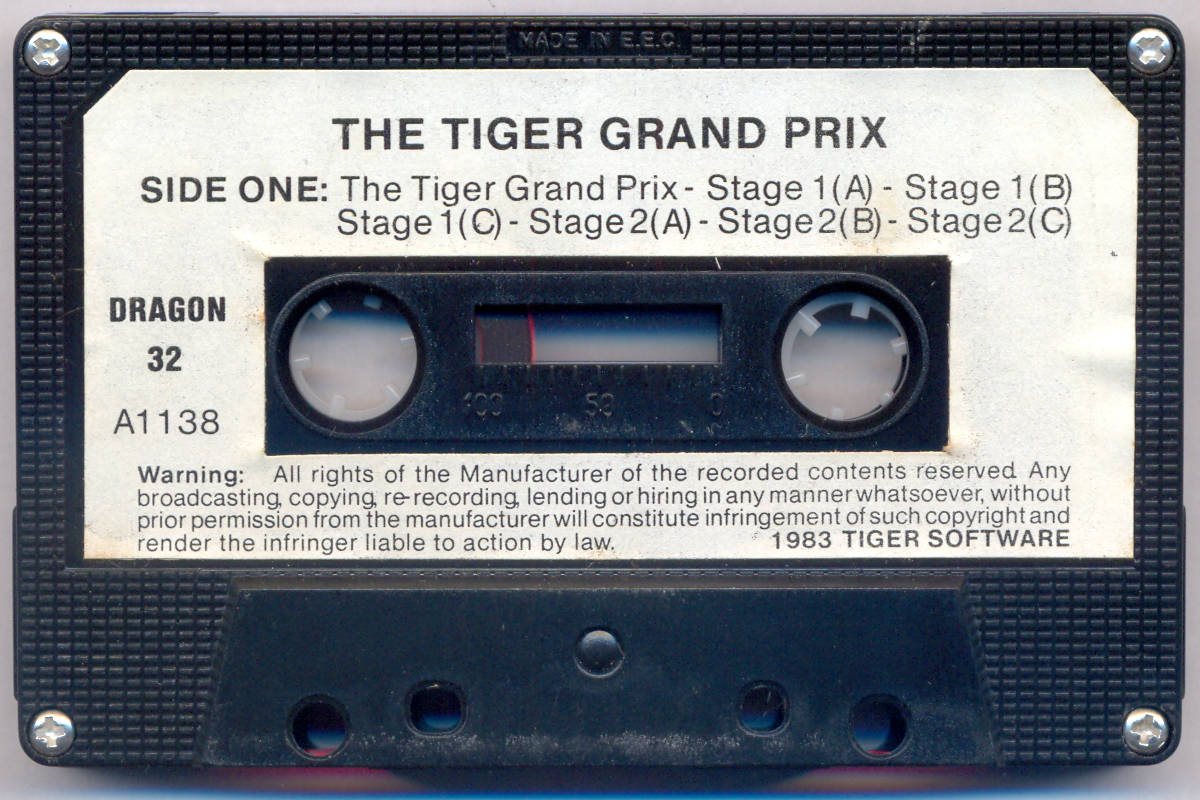 MADE IN E.E.C.
THE TIGER GRAND PRIX
SIDE ONE: The Tiger Grand Prix - Stage 1(A) - Stage 1(B)
Stage 1(C) - Stage 2(A) - Stage 2(B) - Stage 2(C)
DRAGON
32
A1138
100 50 0
Warning: All rights of the Manufacturer of the recorded contents reserved. Any
broadcasting, copying, re-recording, lending or hiring in any manner whatsoever, without
prior permission from the manufacturer will constitute infringement of such copyright and
render the infringer liable to action by law. 1983 TIGER SOFTWARE